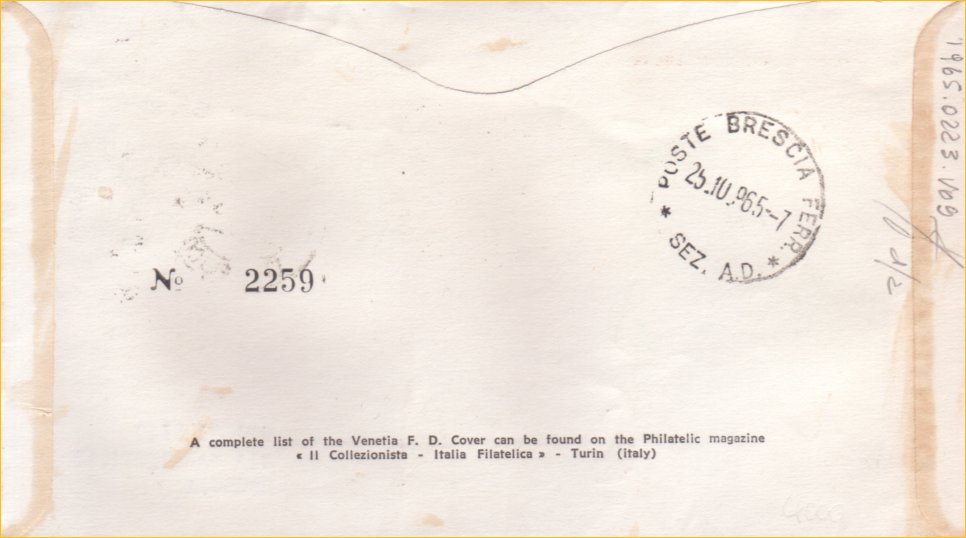 POSTE BRESCIA FERR.
25.10.965-7
* SEZ. A.D. *
No 2259
A complete list of the Venetia F. D. Cover can be found on the Philatelic magazine
« Il Collezionista - Italia Filatelica » - Turin (italy)